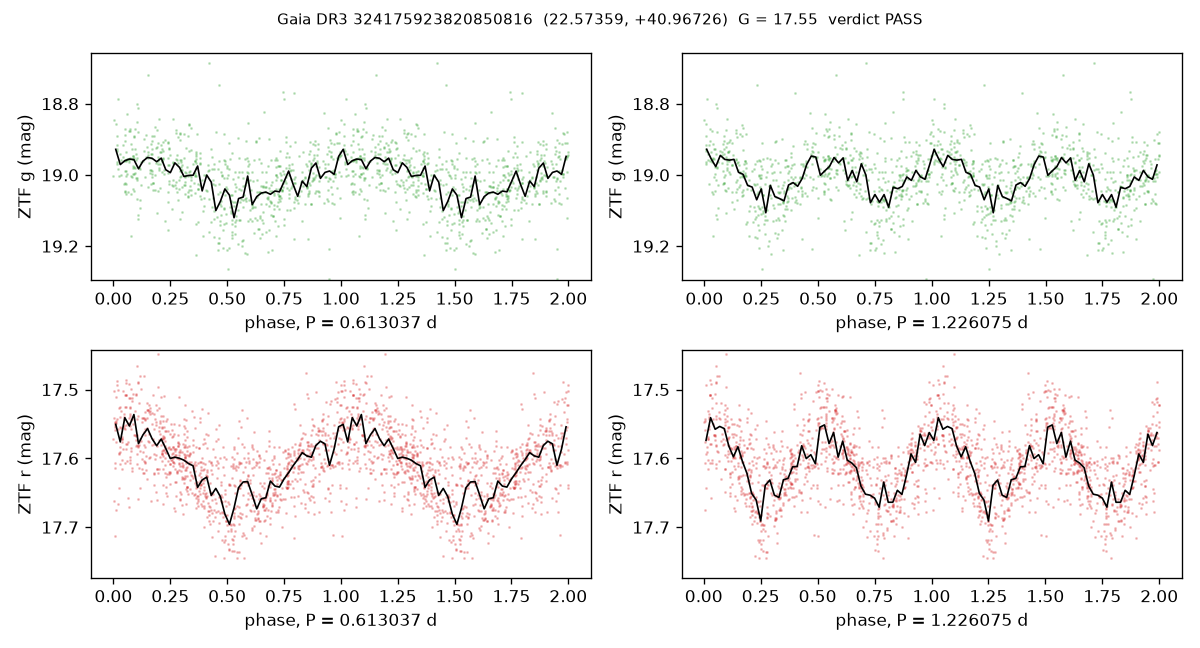 Gaia DR3 324175923820850816 (22.57359, +40.96726) G = 17.55 verdict PASS
ZTF g (mag)
18.8
19.0
19.2
0.00 0.25 0.50 0.75 1.00 1.25 1.50 1.75 2.00
phase, P = 0.613037 d
ZTF g (mag)
18.8
19.0
19.2
0.00 0.25 0.50 0.75 1.00 1.25 1.50 1.75 2.00
phase, P = 1.226075 d
ZTF r (mag)
17.5
17.6
17.7
0.00 0.25 0.50 0.75 1.00 1.25 1.50 1.75 2.00
phase, P = 0.613037 d
ZTF r (mag)
17.5
17.6
17.7
0.00 0.25 0.50 0.75 1.00 1.25 1.50 1.75 2.00
phase, P = 1.226075 d